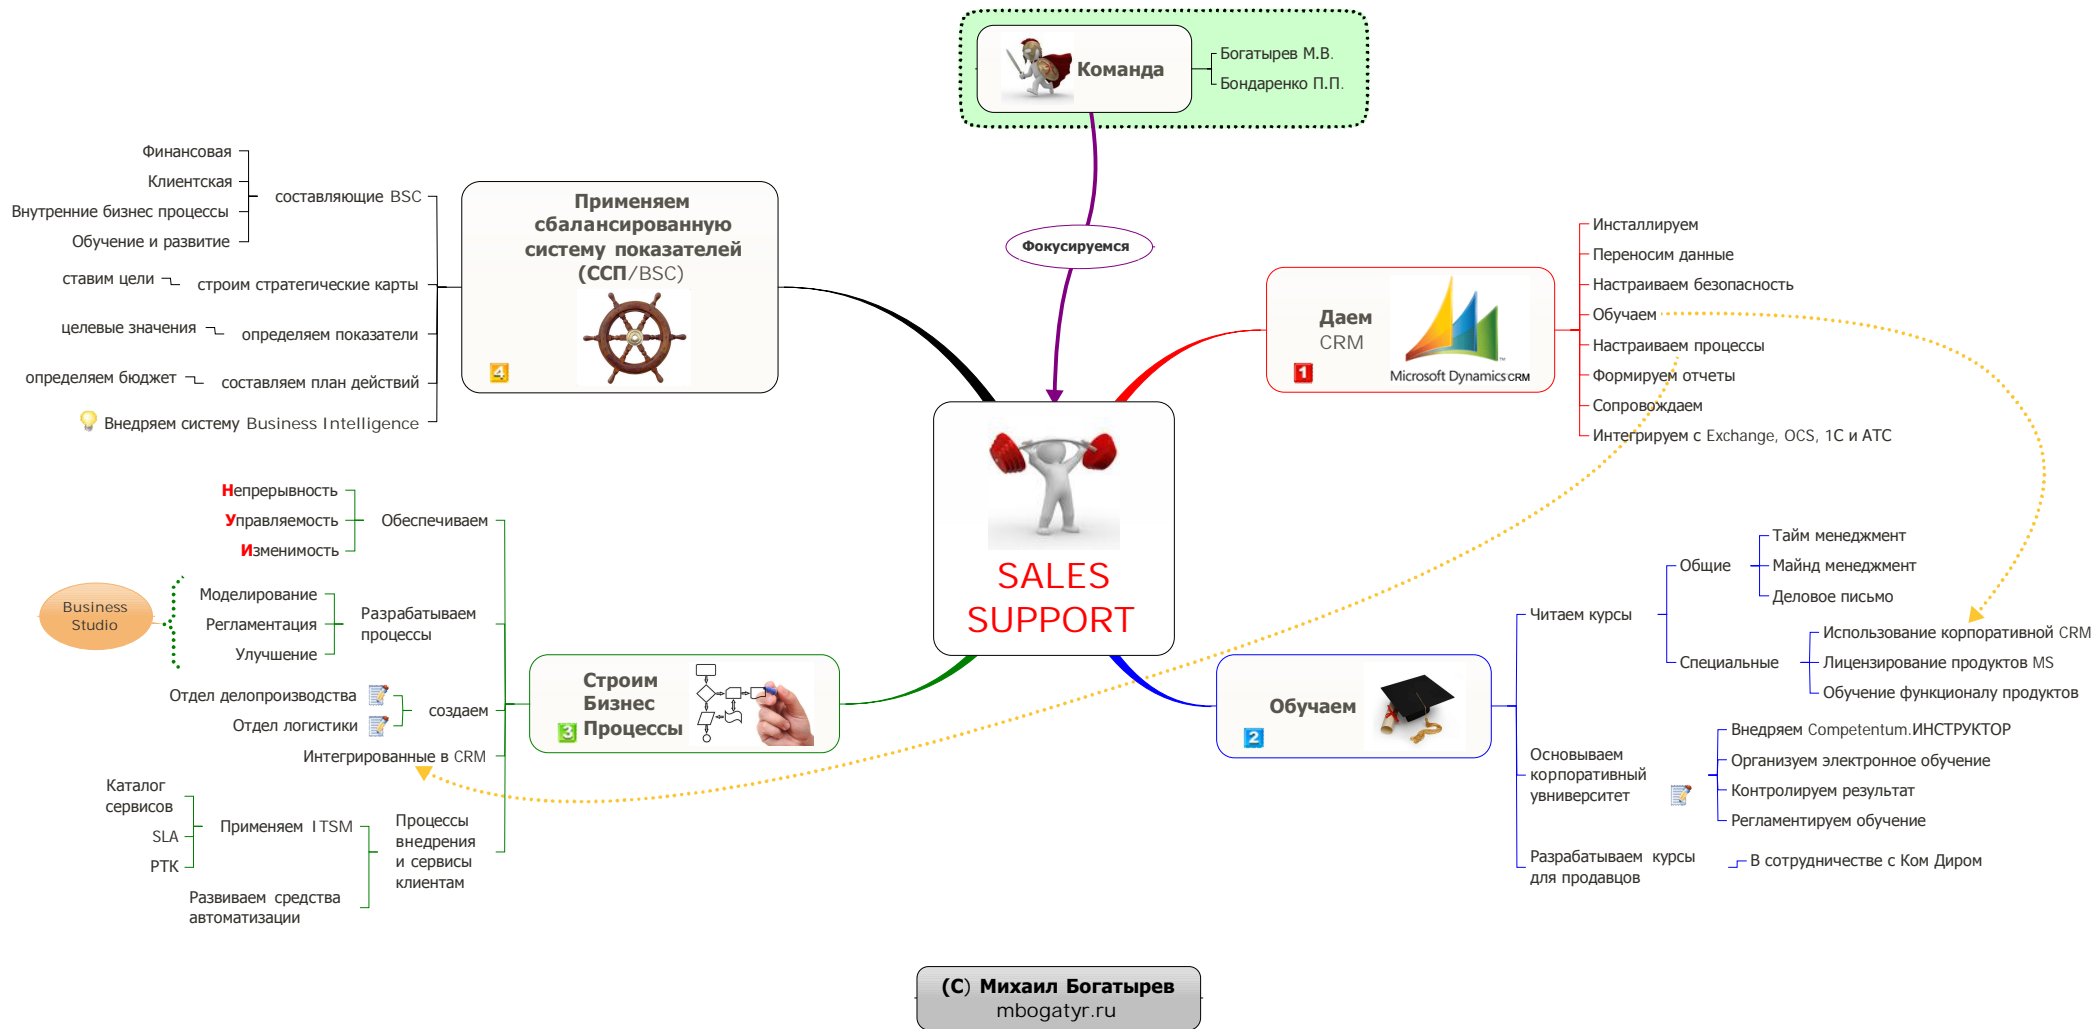 Команда
Богатырев М.В.
Бондаренко П.П.
Фокусируемся
SALES
SUPPORT
Даем
CRM
1
Microsoft Dynamics CRM
Инсталлируем
Переносим данные
Настраиваем безопасность
Обучаем
Настраиваем процессы
Формируем отчеты
Сопровождаем
Интегрируем с Exchange, OCS, 1С и АТС
Обучаем
2
Читаем курсы
Общие
Тайм менеджмент
Майнд менеджмент
Деловое письмо
Специальные
Использование корпоративной CRM
Лицензирование продуктов MS
Обучение функционалу продуктов
Основываем
корпоративный
увниверситет
Внедряем Competentum.ИНСТРУКТОР
Организуем электронное обучение
Контролируем результат
Регламентируем обучение
Разрабатываем курсы
для продавцов
В сотрудничестве с Ком Диром
Строим
Бизнес
3 Процессы
Обеспечиваем
Непрерывность
Управляемость
Изменимость
Разрабатываем
процессы
Моделирование
Регламентация
Улучшение
Business
Studio
создаем
Отдел делопроизводства
Отдел логистики
Интегрированные в CRM
Процессы
внедрения
и сервисы
клиентам
Применяем ITSM
Каталог
сервисов
SLA
РТК
Развиваем средства
автоматизации
Применяем
сбалансированную
систему показателей
(ССП/BSC)
4
составляющие BSC
Финансовая
Клиентская
Внутренние бизнес процессы
Обучение и развитие
строим стратегические карты
ставим цели
определяем показатели
целевые значения
составляем план действий
определяем бюджет
Внедряем систему Business Intelligence
(C) Михаил Богатырев
mbogatyr.ru